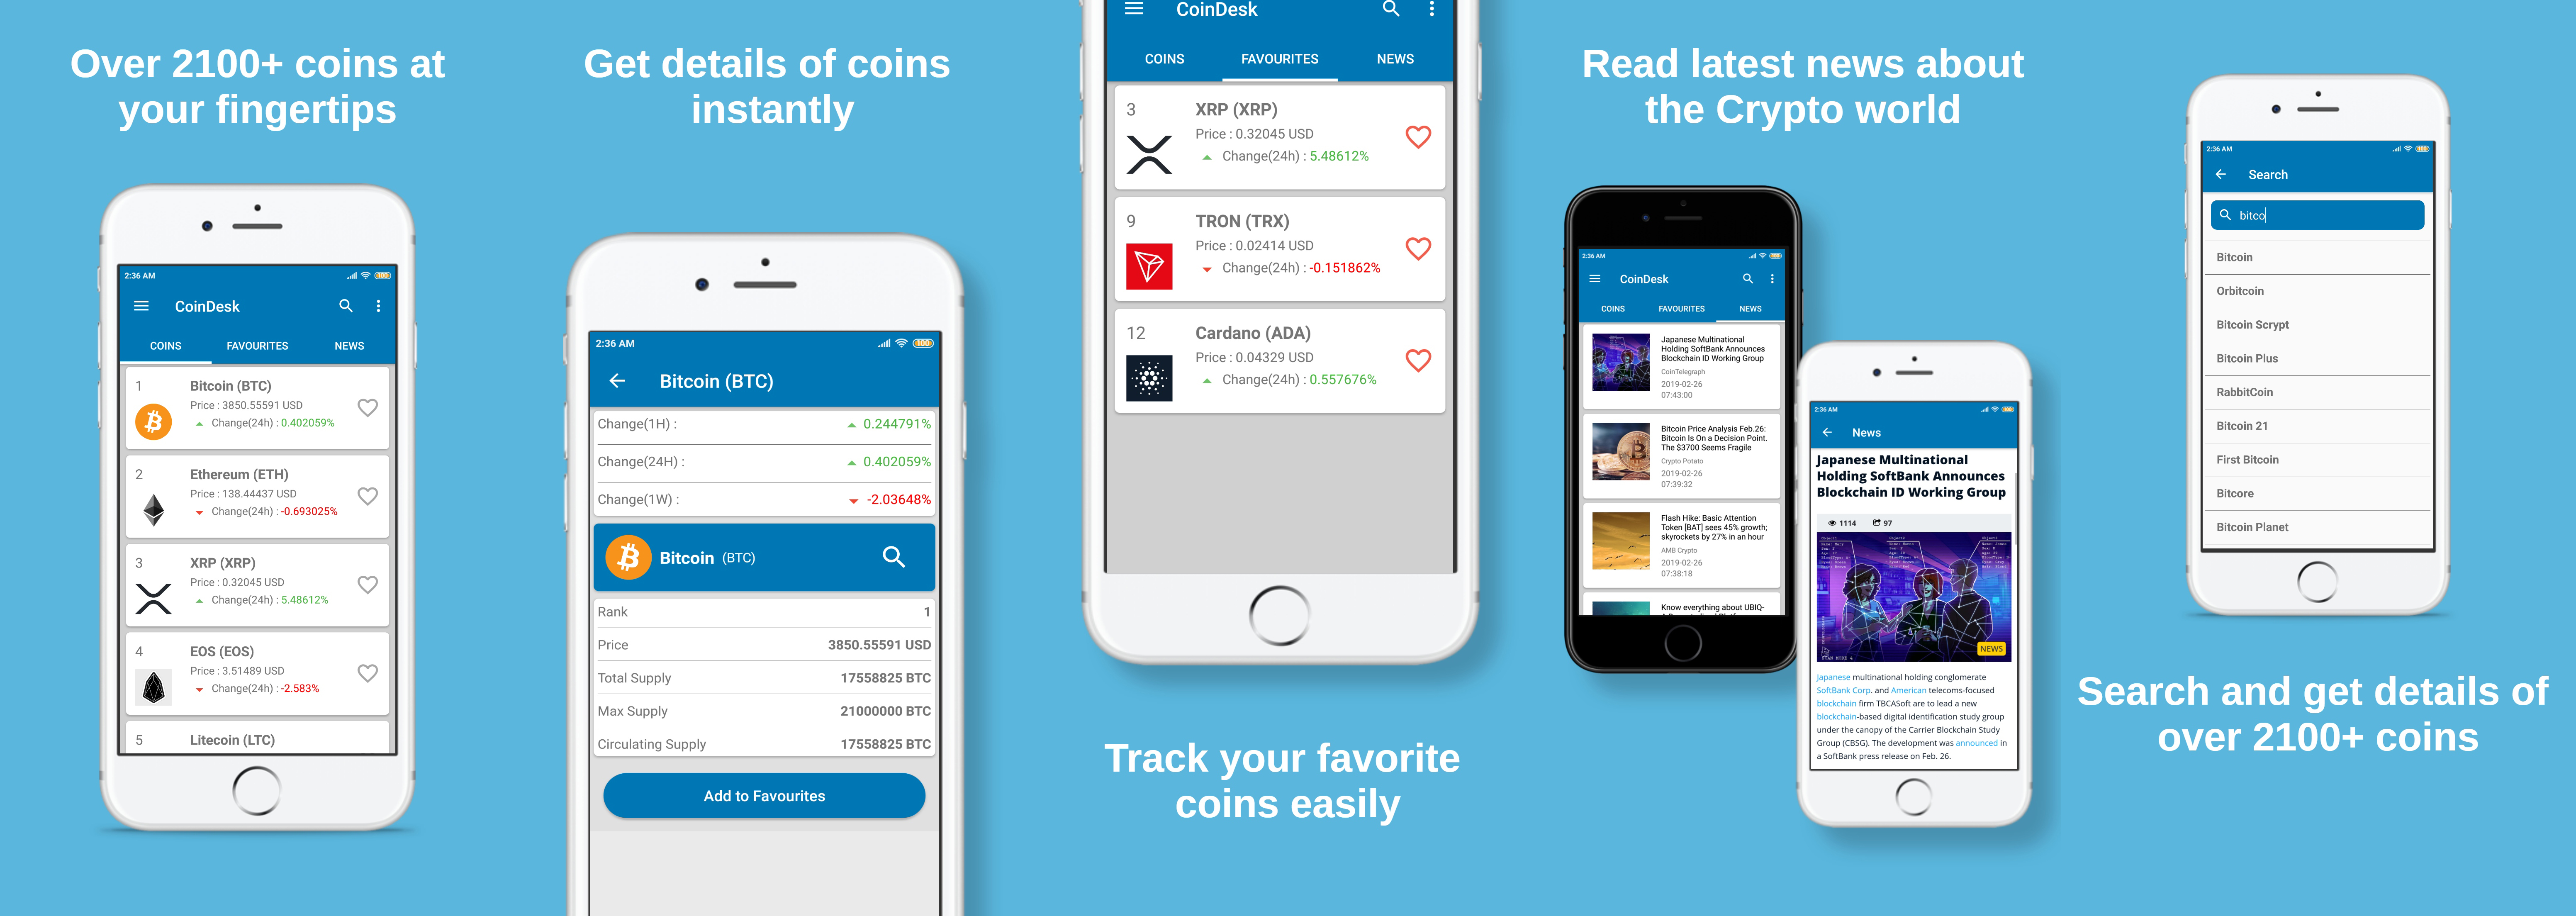 Over 2100+ coins at
your fingertips
2:36 AM
100
CoinDesk
COINS FAVOURITES NEWS
1
Bitcoin (BTC)
Price : 3850.55591 USD
Change(24h) : 0.402059%
2
Ethereum (ETH)
Price : 138.44437 USD
Change(24h) : -0.693025%
3
XRP (XRP)
Price : 0.32045 USD
Change(24h) : 5.48612%
4
EOS (EOS)
Price : 3.51489 USD
Change(24h) : -2.583%
5
Litecoin (LTC)
Get details of coins
instantly
2:36 AM
100
Bitcoin (BTC)
Change(1H) : 0.244791%
Change(24H) : 0.402059%
Change(1W) : -2.03648%
Bitcoin (BTC)
Rank 1
Price 3850.55591 USD
Total Supply 17558825 BTC
Max Supply 21000000 BTC
Circulating Supply 17558825 BTC
Add to Favourites
CoinDesk
COINS FAVOURITES NEWS
3
XRP (XRP)
Price : 0.32045 USD
Change(24h) : 5.48612%
9
TRON (TRX)
Price : 0.02414 USD
Change(24h) : -0.151862%
12
Cardano (ADA)
Price : 0.04329 USD
Change(24h) : 0.557676%
Track your favorite
coins easily
Read latest news about
the Crypto world
2:36 AM
100
CoinDesk
COINS FAVOURITES NEWS
Japanese Multinational
Holding SoftBank Announces
Blockchain ID Working Group
CoinTelegraph
2019-02-26
07:43:00
Bitcoin Price Analysis Feb.26:
Bitcoin Is On a Decision Point.
The $3700 Seems Fragile
Crypto Potato
2019-02-26
07:39:32
Flash Hike: Basic Attention
Token [BAT] sees 45% growth;
skyrockets by 27% in an hour
AMB Crypto
2019-02-26
07:38:18
Know everything about UBIQ-
2:36 AM
100
News
Japanese Multinational
Holding SoftBank Announces
Blockchain ID Working Group
1114 97
NEWS
Japanese multinational holding conglomerate
SoftBank Corp. and American telecoms-focused
blockchain firm TBCASoft are to lead a new
blockchain-based digital identification study group
under the canopy of the Carrier Blockchain Study
Group (CBSG). The development was announced in
a SoftBank press release on Feb. 26.
2:36 AM
100
Search
bitco
Bitcoin
Orbitcoin
Bitcoin Scrypt
Bitcoin Plus
RabbitCoin
Bitcoin 21
First Bitcoin
Bitcore
Bitcoin Planet
Search and get details of
over 2100+ coins